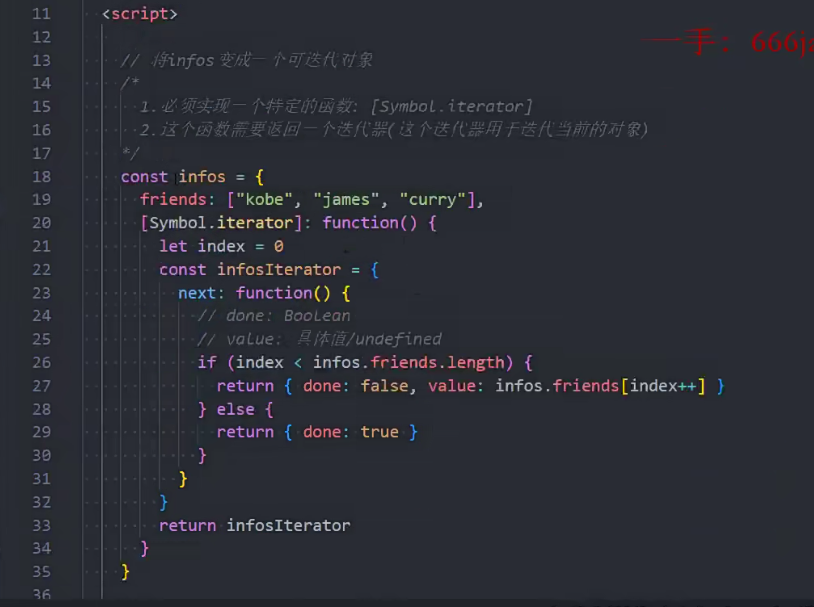 11 <script>
一手：666j
12
13 // 将infos变成一个可迭代对象
14 /*
15 1.必须实现一个特定的函数: [Symbol.iterator]
16 2.这个函数需要返回一个迭代器(这个迭代器用于迭代当前的对象)
17 */
18 const infos = {
19 friends: ["kobe", "james", "curry"],
20 [Symbol.iterator]: function() {
21 let index = 0
22 const infosIterator = {
23 next: function() {
24 // done: Boolean
25 // value: 具体值/undefined
26 if (index < infos.friends.length) {
27 return { done: false, value: infos.friends[index++] }
28 } else {
29 return { done: true }
30 }
31 }
32 }
33 return infosIterator
34 }
35 }
36